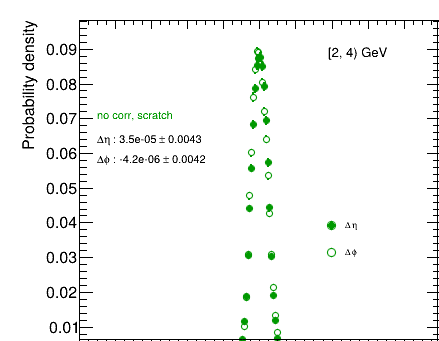 Probability density
0.09
0.08
0.07
0.06
0.05
0.04
0.03
0.02
0.01
[2, 4) GeV
no corr, scratch
Δη : 3.5e-05 ± 0.0043
Δϕ : -4.2e-06 ± 0.0042
Δη
Δϕ